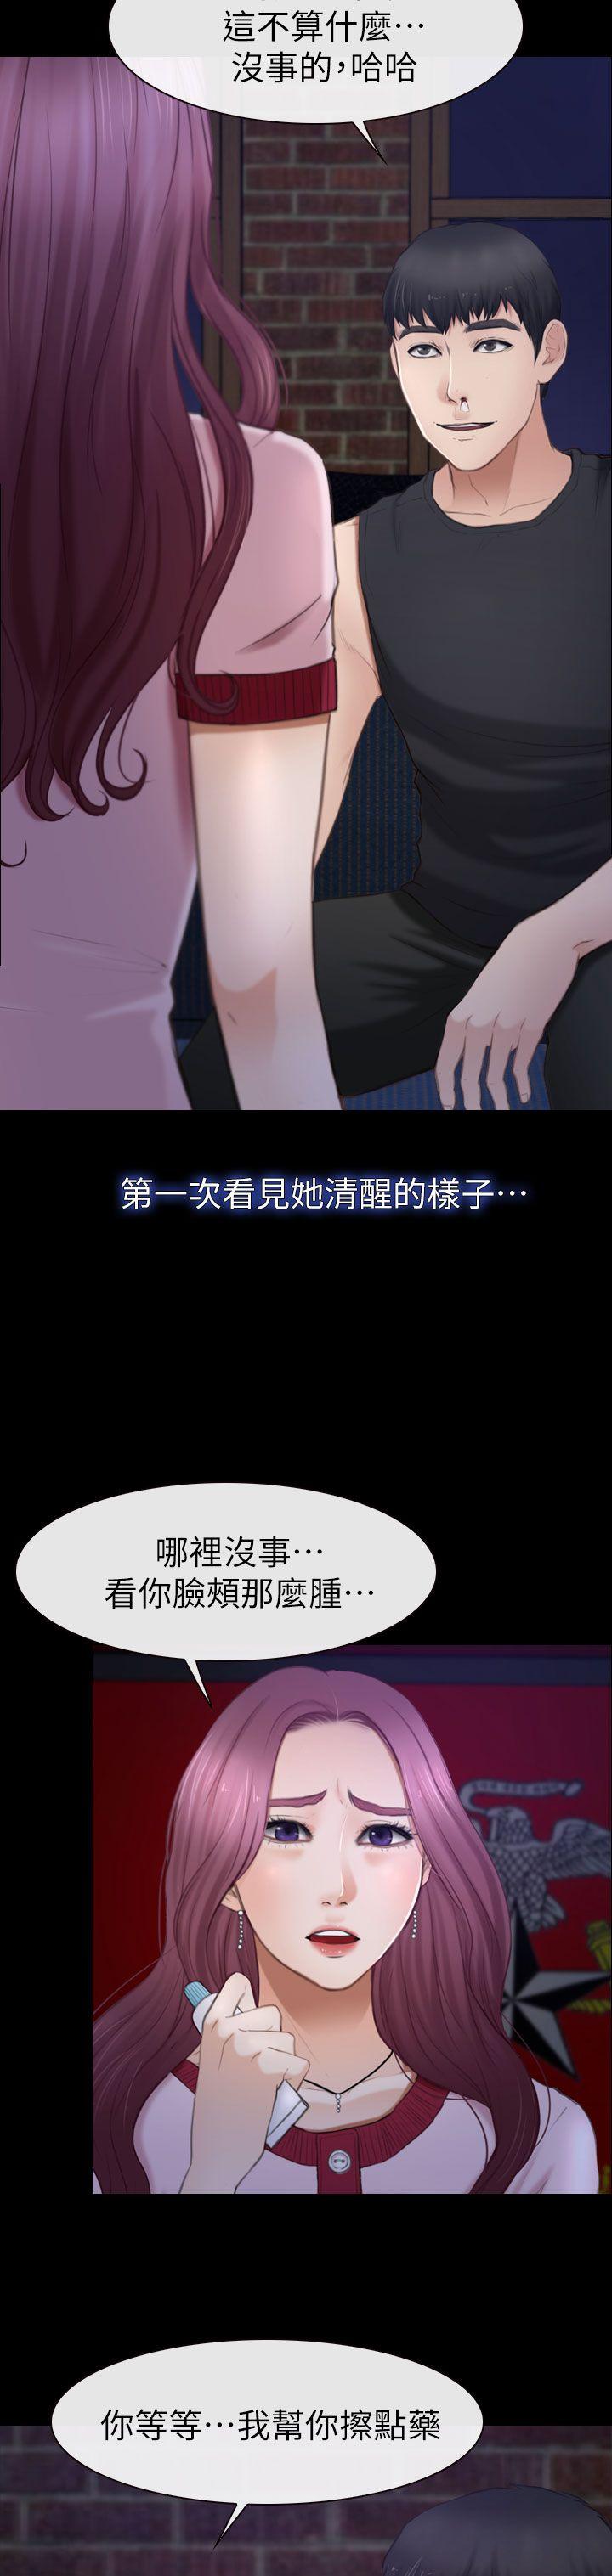 這不算什麼⋯
沒事的，哈哈
第一次看見她清醒的樣子⋯
哪裡沒事⋯
看你臉頰那麼腫⋯
你等等⋯我幫你擦點藥